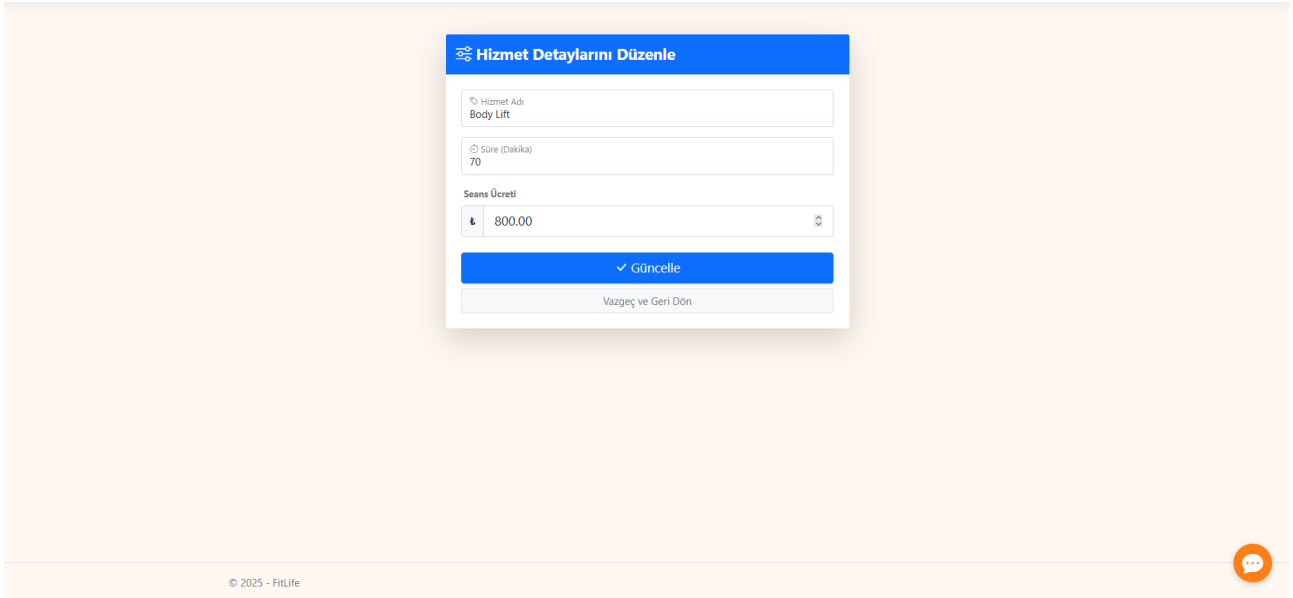 Hizmet Detaylarını Düzenle
Hizmet Adı
Body Lift
Süre (Dakika)
70
Seans Ücreti
₺ 800.00
Güncelle
Vazgeç ve Geri Dön
© 2025 - FitLife